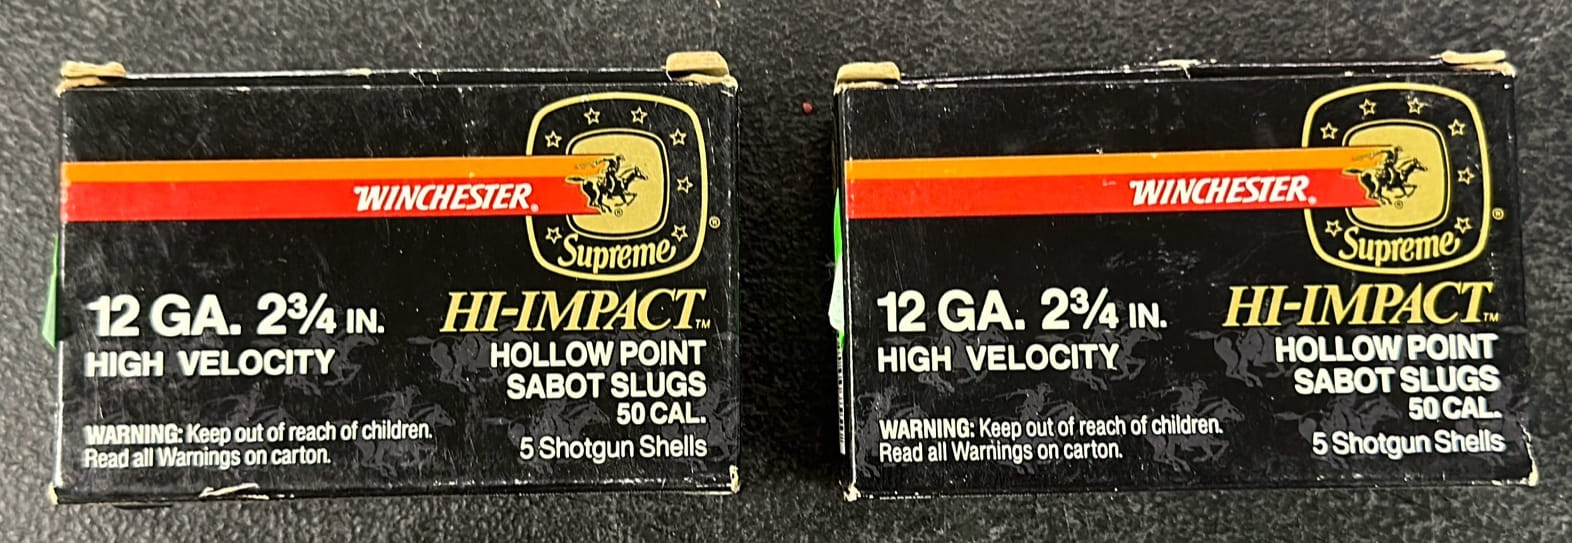 WINCHESTER®
®
Supreme
®
12 GA. 2¾ IN.
HIGH VELOCITY
HI-IMPACT™
HOLLOW POINT
SABOT SLUGS
50 CAL.
5 Shotgun Shells
WARNING: Keep out of reach of children.
Read all Warnings on carton.
WINCHESTER®
®
Supreme
®
12 GA. 2¾ IN.
HIGH VELOCITY
HI-IMPACT™
HOLLOW POINT
SABOT SLUGS
50 CAL.
5 Shotgun Shells
WARNING: Keep out of reach of children.
Read all Warnings on carton.